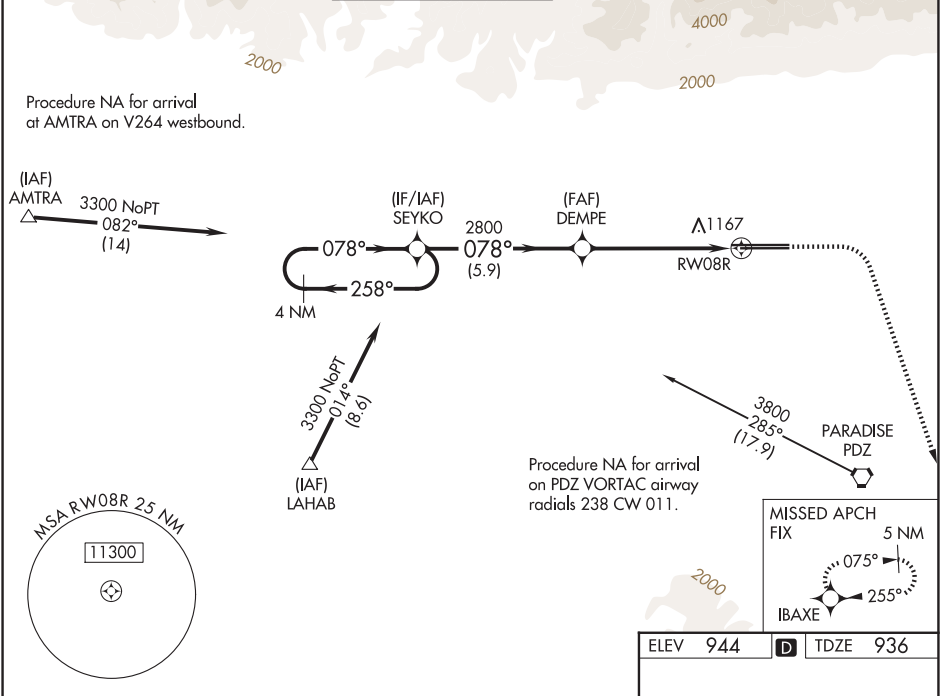 4000
2000
2000
Procedure NA for arrival
at AMTRA on V264 westbound.
(IAF)
AMTRA
3300 NoPT
082°
(14)
(IF/IAF)
SEYKO
2800
078°
(5.9)
(FAF)
DEMPE
1167
RW08R
078°
258°
4 NM
3300 NoPT
014°
(8.6)
(IAF)
LAHAB
3800
285°
(17.9)
PARADISE
PDZ
Procedure NA for arrival
on PDZ VORTAC airway
radials 238 CW 011.
MSA RW08R 25 NM
11300
MISSED APCH
FIX
5 NM
075°
255°
IBAXE
2000
ELEV 944 D TDZE 936